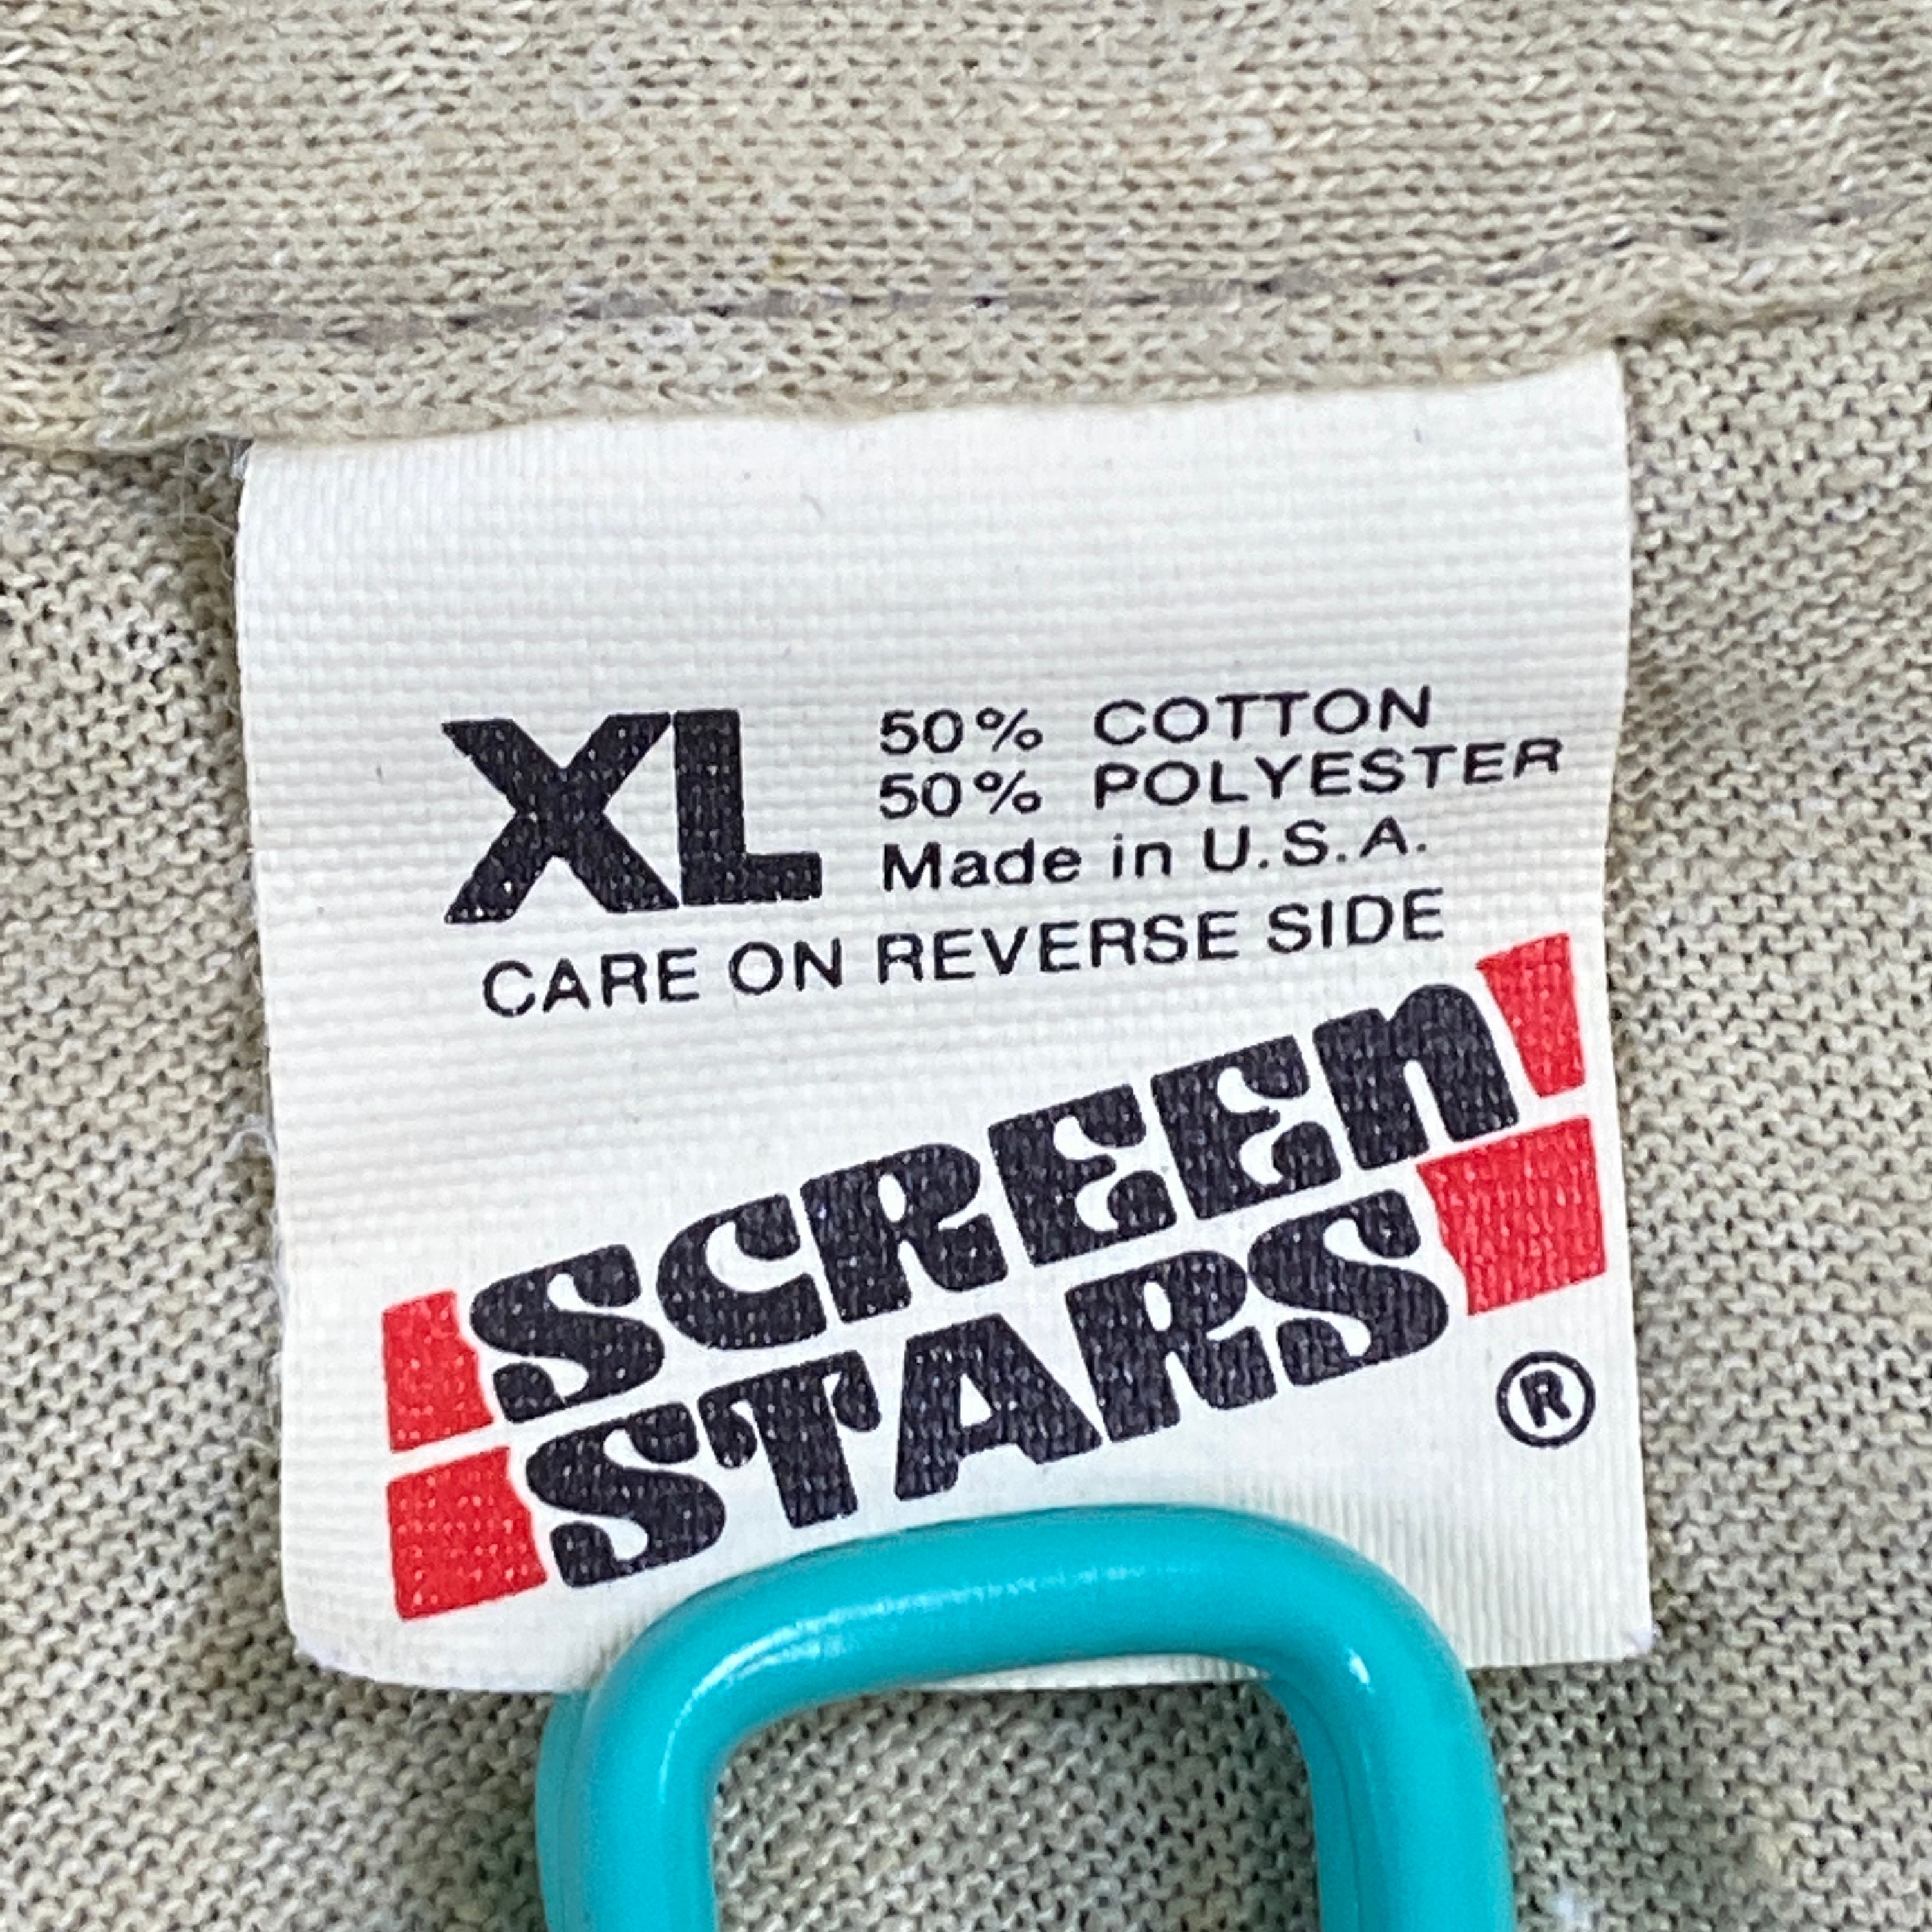 XL
50% COTTON
50% POLYESTER
Made in U.S.A.
CARE ON REVERSE SIDE
SCREEN
STARS
®